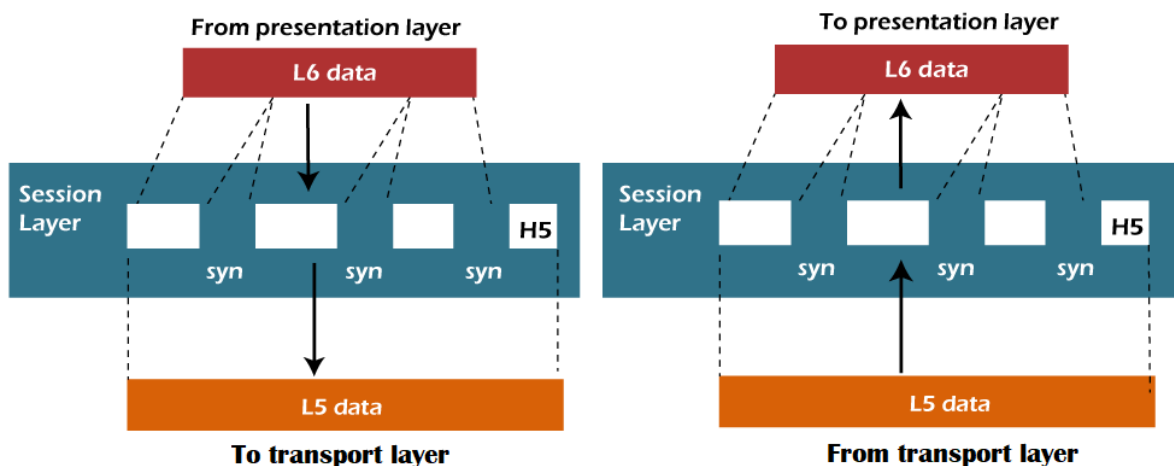 From presentation layer
L6 data
Session
Layer
H5
syn
syn
syn
L5 data
To transport layer
To presentation layer
L6 data
Session
Layer
H5
syn
syn
syn
L5 data
From transport layer